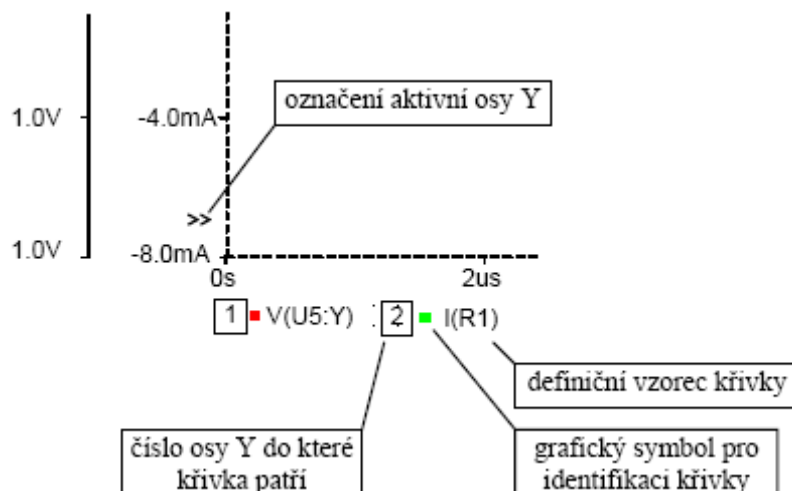 označení aktivní osy Y
1.0V
-4.0mA
>>
1.0V
-8.0mA
0s
2us
1 V(U5:Y) 2 I(R1)
definiční vzorec křivky
číslo osy Y do které
křivka patří
grafický symbol pro
identifikaci křivky